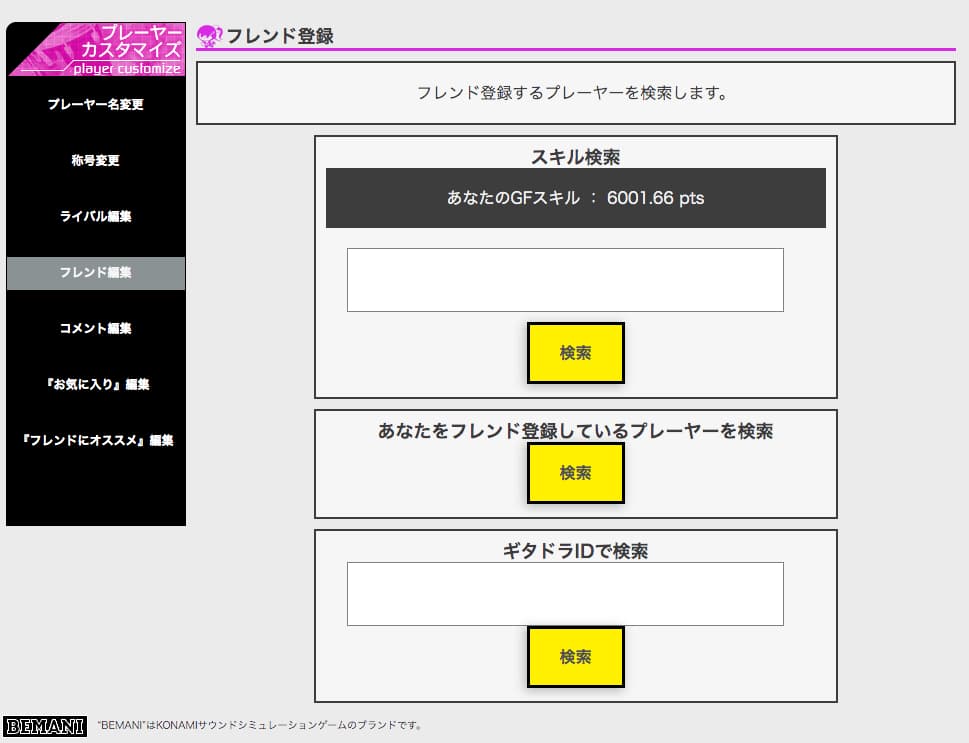 プレーヤー
カスタマイズ
player customize
プレーヤー名変更
称号変更
ライバル編集
フレンド編集
コメント編集
『お気に入り』編集
『フレンドにオススメ』編集
フレンド登録
フレンド登録するプレーヤーを検索します。
スキル検索
あなたのGFスキル ： 6001.66 pts
検索
あなたをフレンド登録しているプレーヤーを検索
検索
ギタドラIDで検索
検索
BEMANI "BEMANI"はKONAMIサウンドシミュレーションゲームのブランドです。